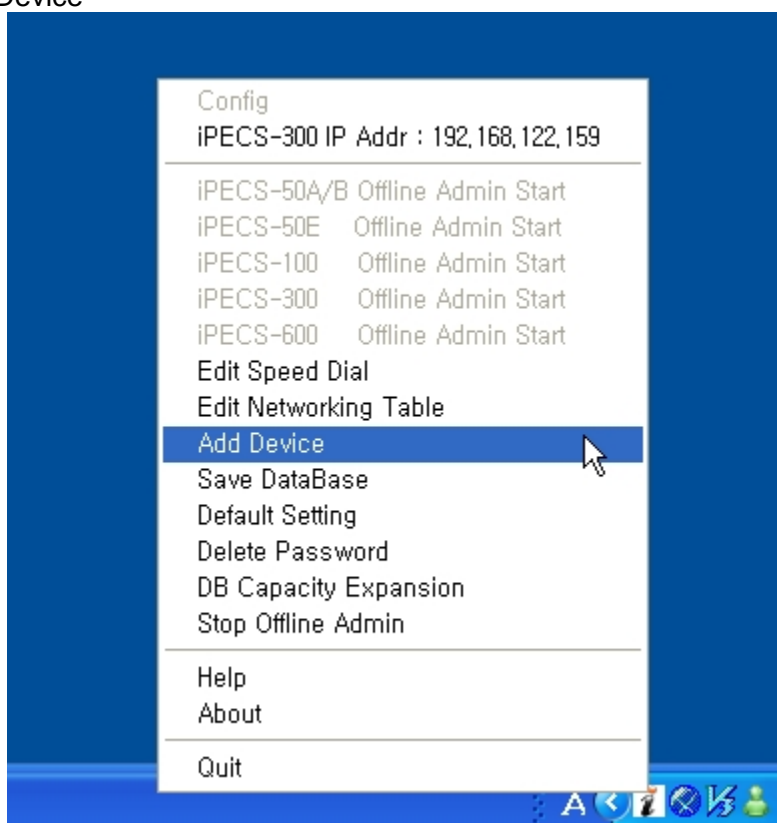 Device
Config
iPECS-300 IP Addr : 192,168,122,159
iPECS-50A/B Offline Admin Start
iPECS-50E Offline Admin Start
iPECS-100 Offline Admin Start
iPECS-300 Offline Admin Start
iPECS-600 Offline Admin Start
Edit Speed Dial
Edit Networking Table
Add Device
Save DataBase
Default Setting
Delete Password
DB Capacity Expansion
Stop Offline Admin
Help
About
Quit
A